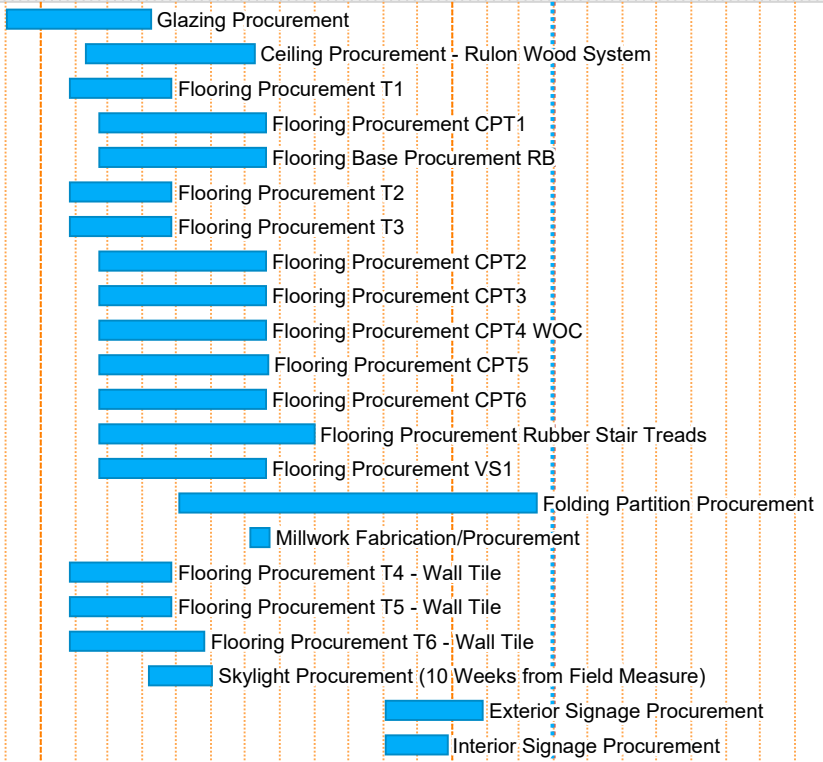 Glazing Procurement
Ceiling Procurement - Rulon Wood System
Flooring Procurement T1
Flooring Procurement CPT1
Flooring Base Procurement RB
Flooring Procurement T2
Flooring Procurement T3
Flooring Procurement CPT2
Flooring Procurement CPT3
Flooring Procurement CPT4 WOC
Flooring Procurement CPT5
Flooring Procurement CPT6
Flooring Procurement Rubber Stair Treads
Flooring Procurement VS1
Folding Partition Procurement
Millwork Fabrication/Procurement
Flooring Procurement T4 - Wall Tile
Flooring Procurement T5 - Wall Tile
Flooring Procurement T6 - Wall Tile
Skylight Procurement (10 Weeks from Field Measure)
Exterior Signage Procurement
Interior Signage Procurement